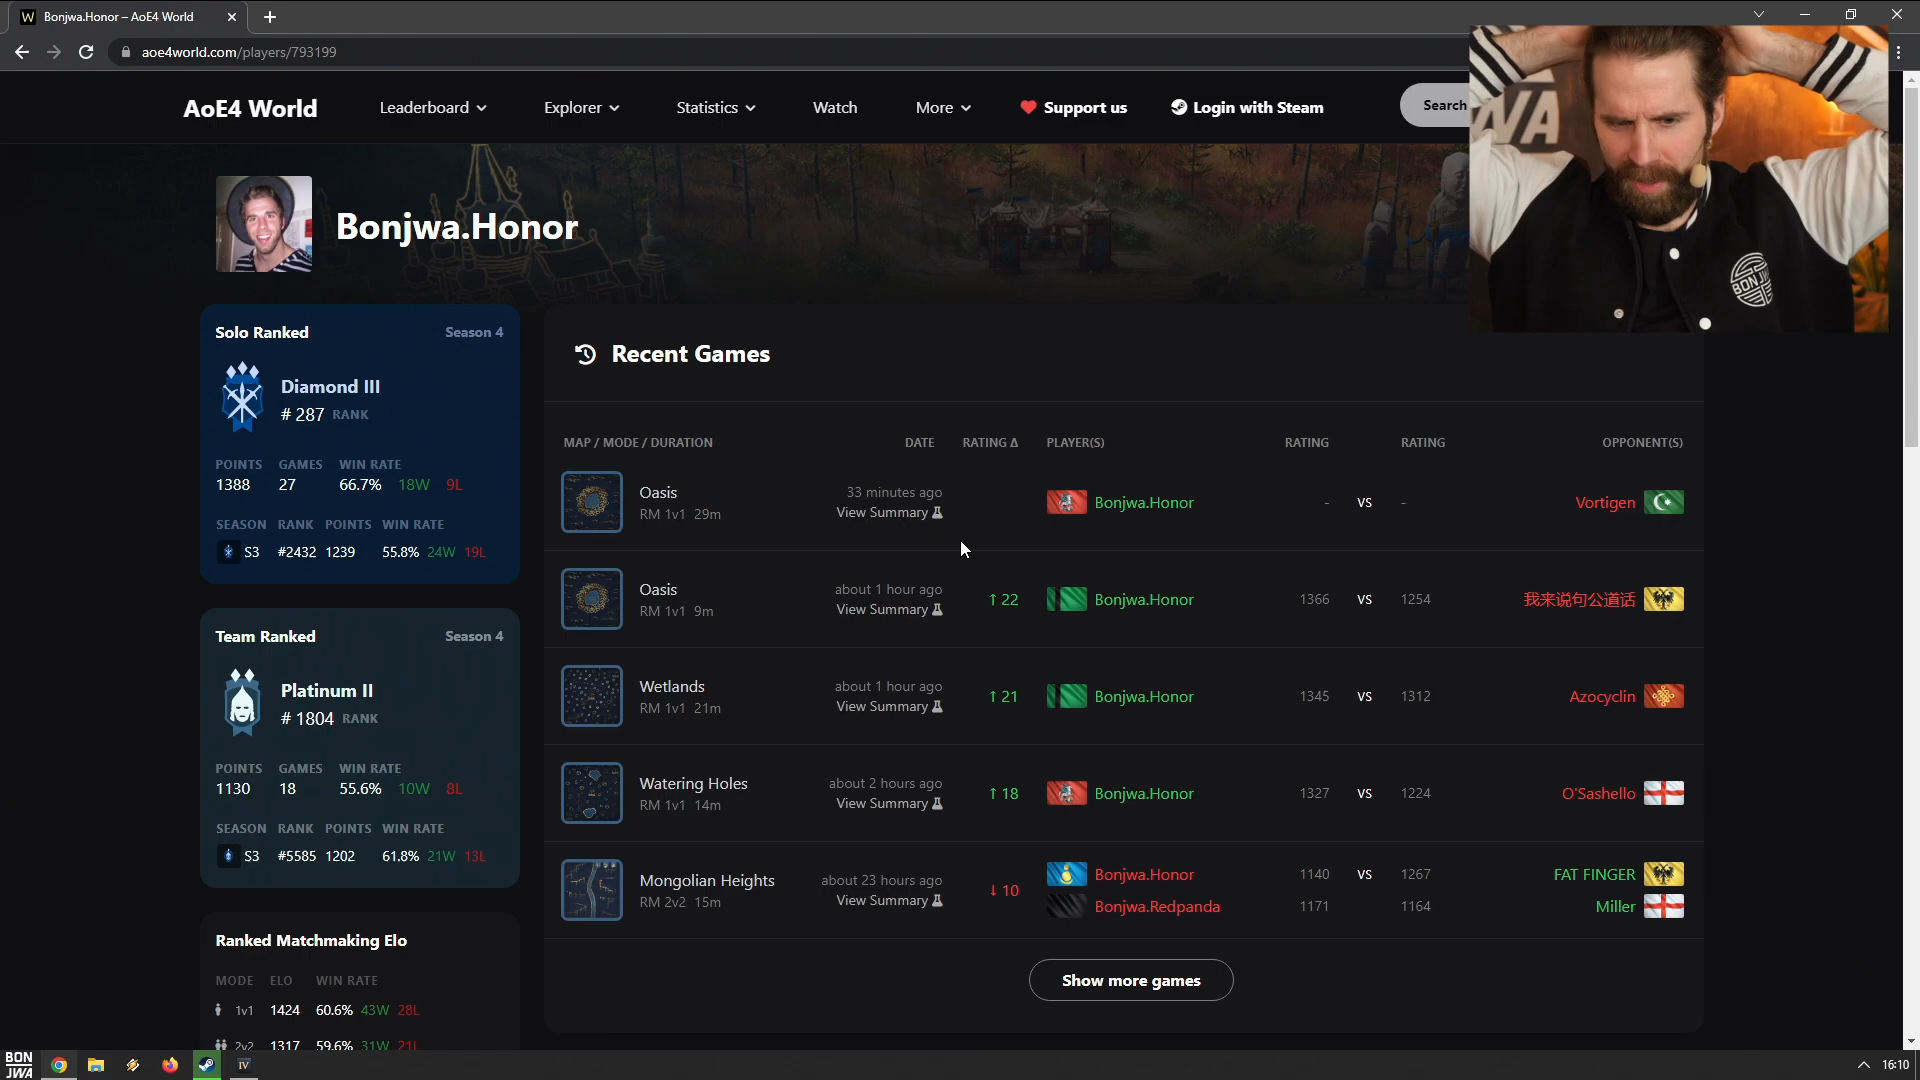 Bonjwa.Honor – AoE4 World
aoe4world.com/players/793199
AoE4 World
Leaderboard
Explorer
Statistics
Watch
More
Support us
Login with Steam
Search
WA
BONJWA
Bonjwa.Honor
Solo Ranked Season 4
Diamond III
# 287 RANK
POINTS GAMES WIN RATE
1388 27 66.7% 18W 9L
SEASON RANK POINTS WIN RATE
S3 #2432 1239 55.8% 24W 19L
Team Ranked Season 4
Platinum II
# 1804 RANK
POINTS GAMES WIN RATE
1130 18 55.6% 10W 8L
SEASON RANK POINTS WIN RATE
S3 #5585 1202 61.8% 21W 13L
Ranked Matchmaking Elo
MODE ELO WIN RATE
1v1 1424 60.6% 43W 28L
2v2 1317 59.6% 31W 21L
Recent Games
MAP / MODE / DURATION DATE RATING Δ PLAYER(S) RATING RATING OPPONENT(S)
Oasis 33 minutes ago Bonjwa.Honor - VS - Vortigen
RM 1v1 29m View Summary
Oasis about 1 hour ago ↑ 22 Bonjwa.Honor 1366 VS 1254 我来说句公道话
RM 1v1 9m View Summary
Wetlands about 1 hour ago ↑ 21 Bonjwa.Honor 1345 VS 1312 Azocyclin
RM 1v1 21m View Summary
Watering Holes about 2 hours ago ↑ 18 Bonjwa.Honor 1327 VS 1224 O'Sashello
RM 1v1 14m View Summary
Mongolian Heights about 23 hours ago ↓ 10 Bonjwa.Honor 1140 VS 1267 FAT FINGER
RM 2v2 15m View Summary Bonjwa.Redpanda 1171 1164 Miller
Show more games
BON
JWA
IV
16:10